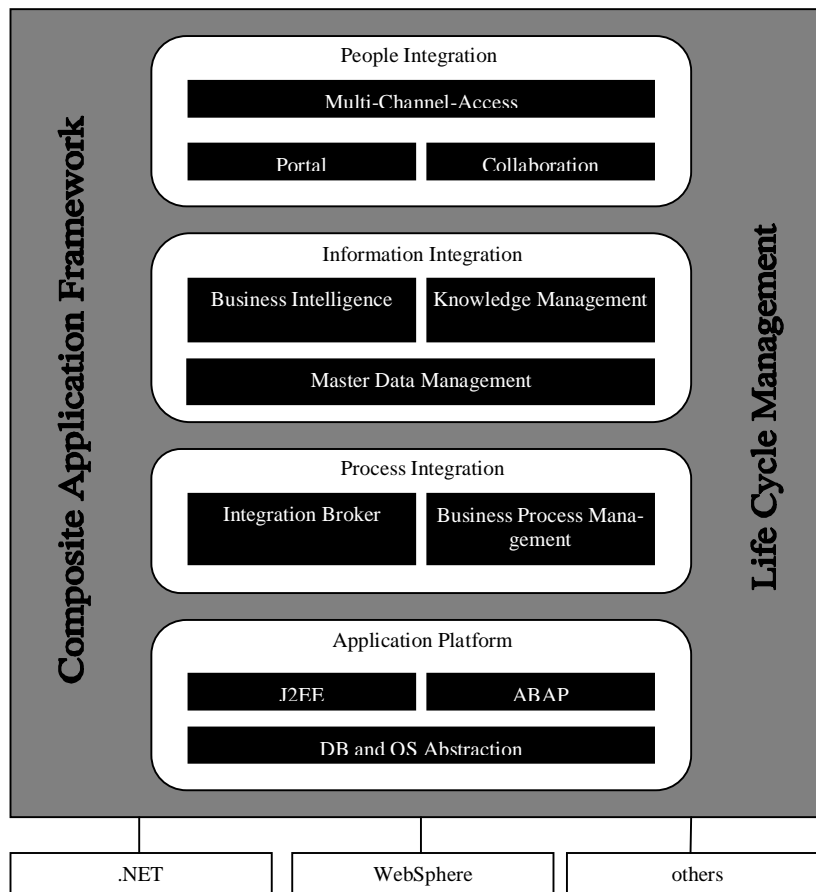 People Integration
Multi-Channel-Access
Portal
Collaboration
Composite Application Framework
Life Cycle Management
Information Integration
Business Intelligence
Knowledge Management
Master Data Management
Process Integration
Integration Broker
Business Process Mana-
gement
Application Platform
J2EE
ABAP
DB and OS Abstraction
.NET
WebSphere
others